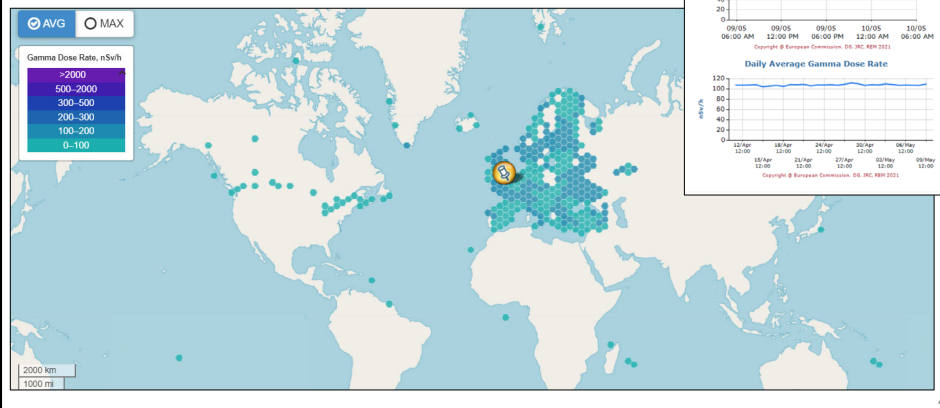 AVG MAX
Gamma Dose Rate, nSv/h
>2000
500–2000
300–500
200–300
100–200
0–100
2000 km
1000 mi
20
0
09/05 09/05 09/05 10/05 10/05
06:00 AM 12:00 PM 06:00 PM 12:00 AM 06:00 AM
Copyright @ European Commission. DG. JRC, REM 2021
Daily Average Gamma Dose Rate
nSv/h
120
100
80
60
40
20
0
12/Apr 18/Apr 24/Apr 30/Apr 06/May
12:00 12:00 12:00 12:00 12:00
15/Apr 21/Apr 27/Apr 03/May 09/May
12:00 12:00 12:00 12:00 12:00
Copyright @ European Commission. DG. JRC, REM 2021